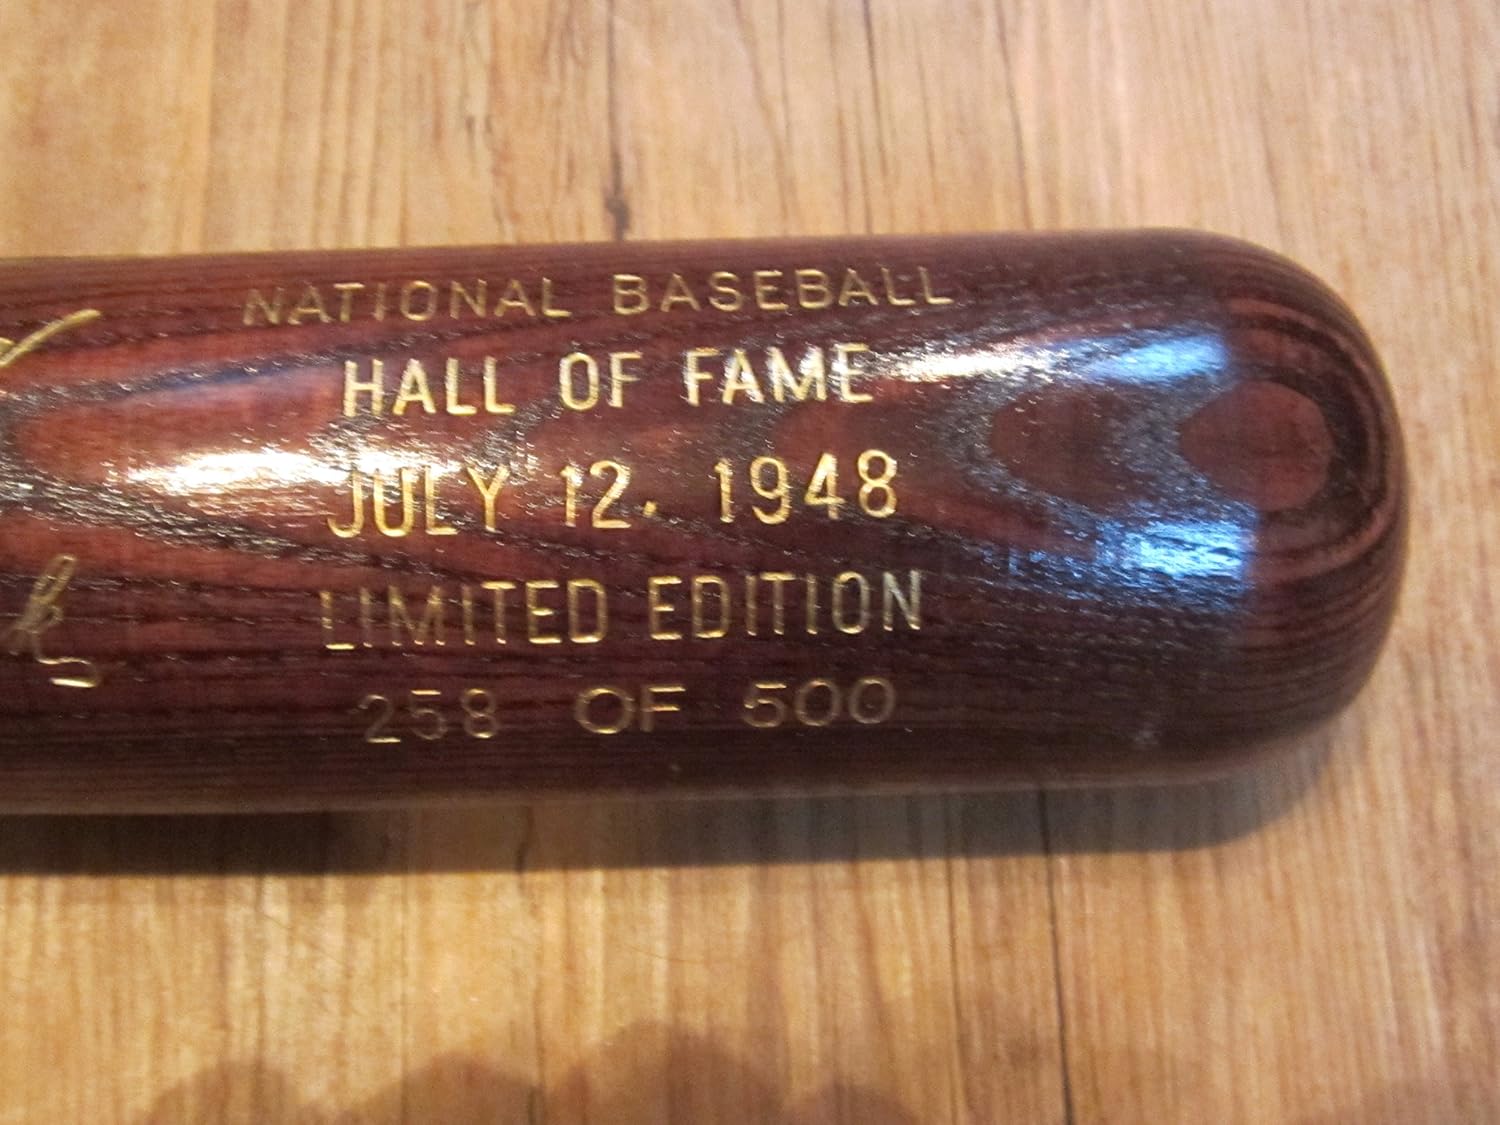 NATIONAL BASEBALL
HALL OF FAME
JULY 12, 1948
LIMITED EDITION
258 OF 500